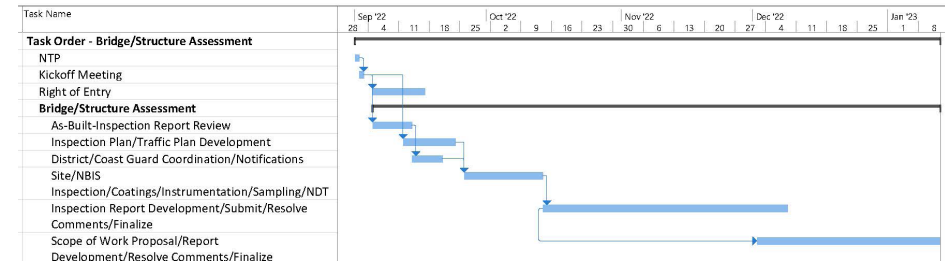 Task Name
Sep '22 Oct '22 Nov '22 Dec '22 Jan '23
28 4 11 18 25 2 9 16 23 30 6 13 20 27 4 11 18 25 1 8
Task Order - Bridge/Structure Assessment
NTP
Kickoff Meeting
Right of Entry
Bridge/Structure Assessment
As-Built-Inspection Report Review
Inspection Plan/Traffic Plan Development
District/Coast Guard Coordination/Notifications
Site/NBIS
Inspection/Coatings/Instrumentation/Sampling/NDT
Inspection Report Development/Submit/Resolve
Comments/Finalize
Scope of Work Proposal/Report
Development/Resolve Comments/Finalize